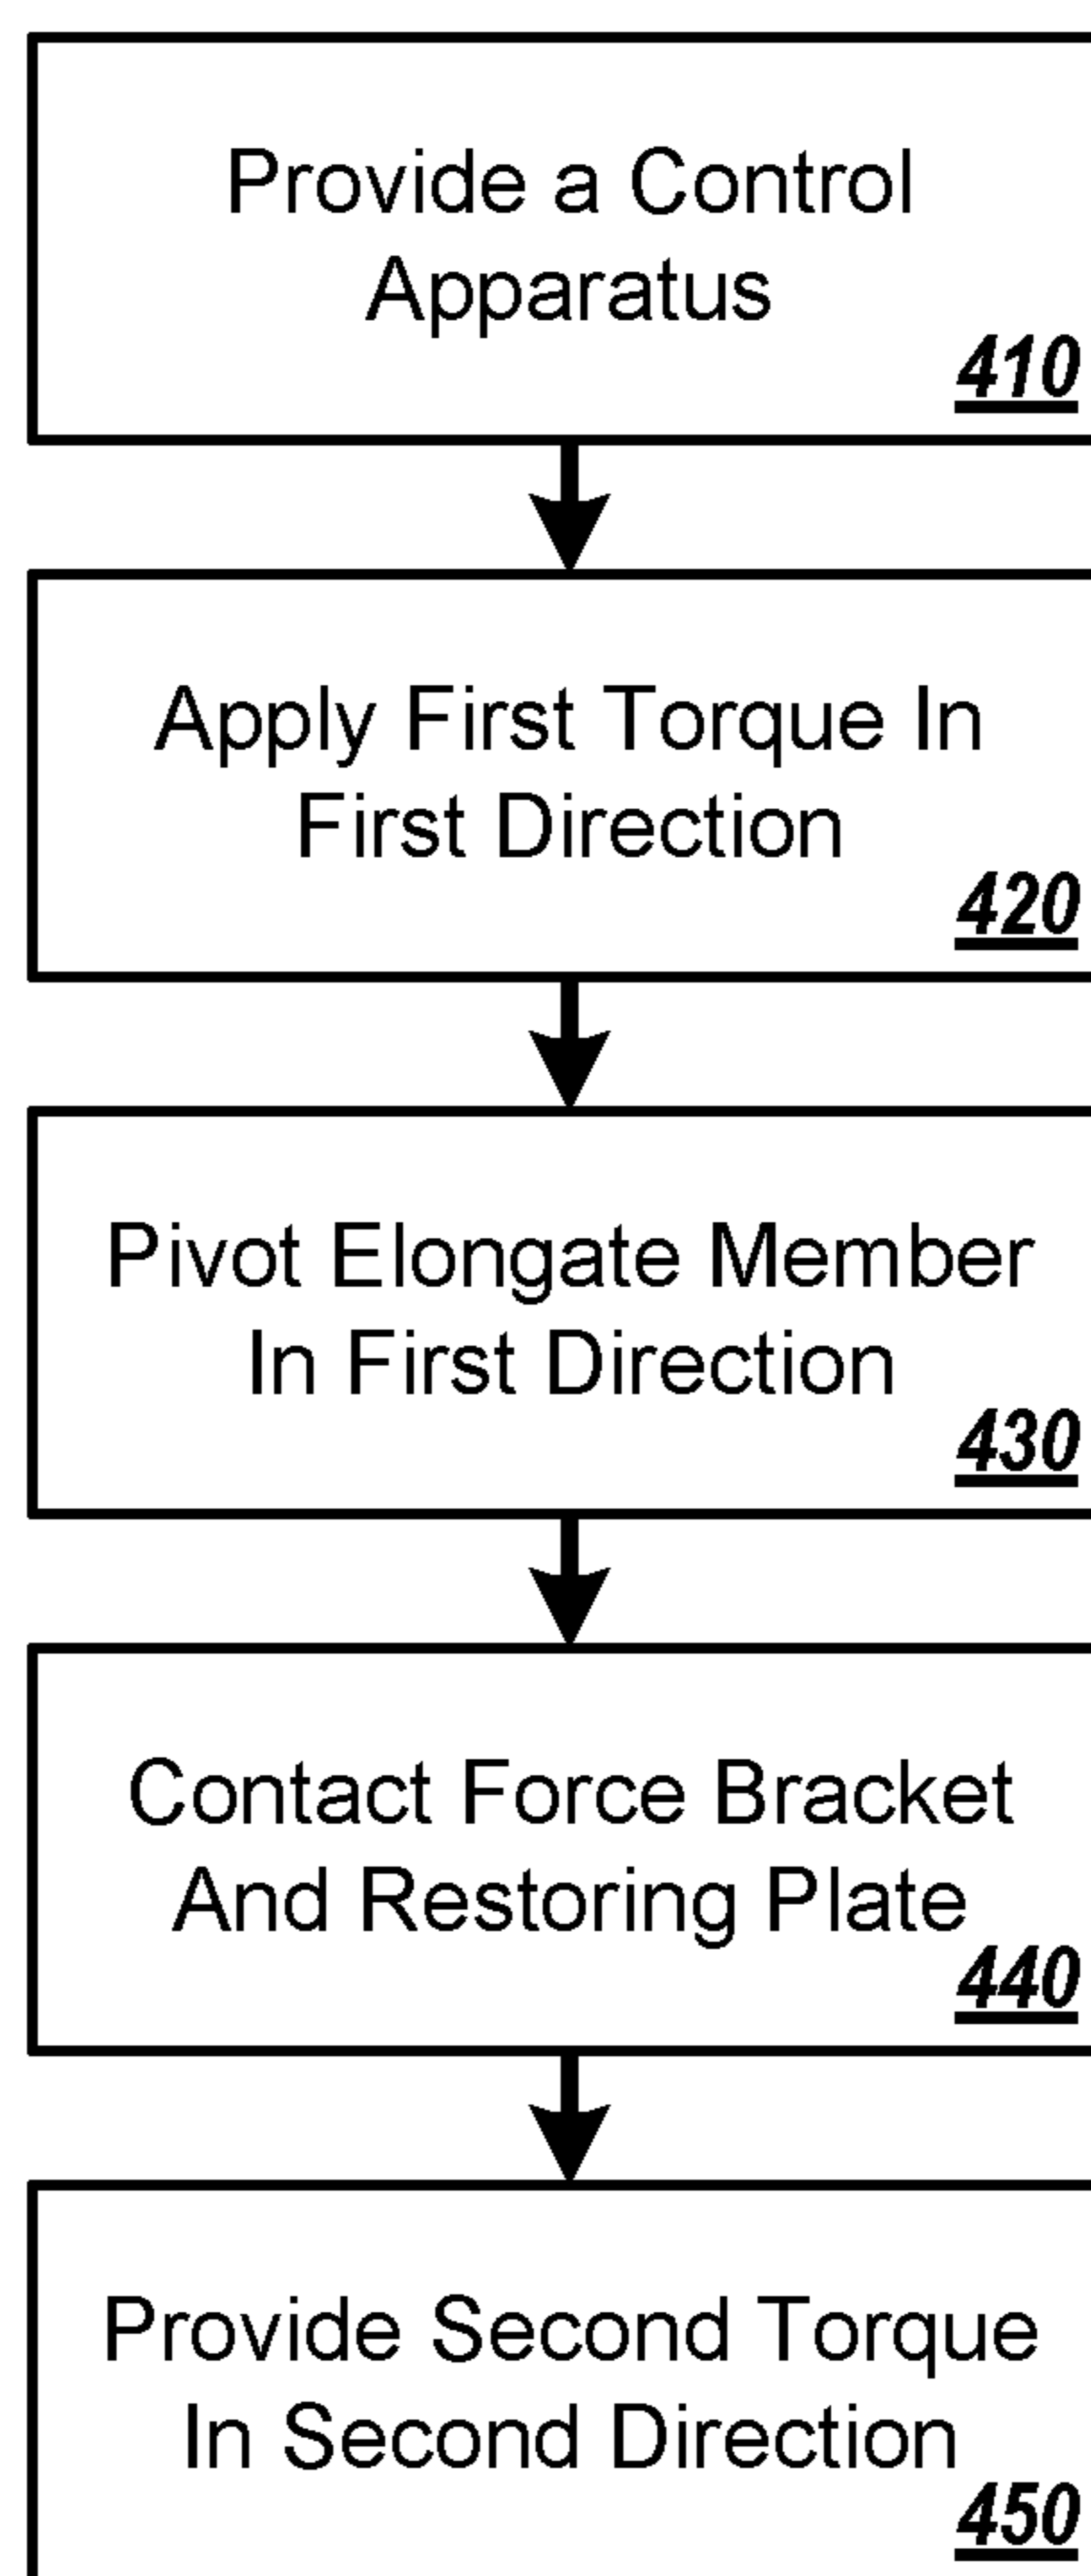 Provide a Control
Apparatus
410
Apply First Torque In
First Direction
420
Pivot Elongate Member
In First Direction
430
Contact Force Bracket
And Restoring Plate
440
Provide Second Torque
In Second Direction
450